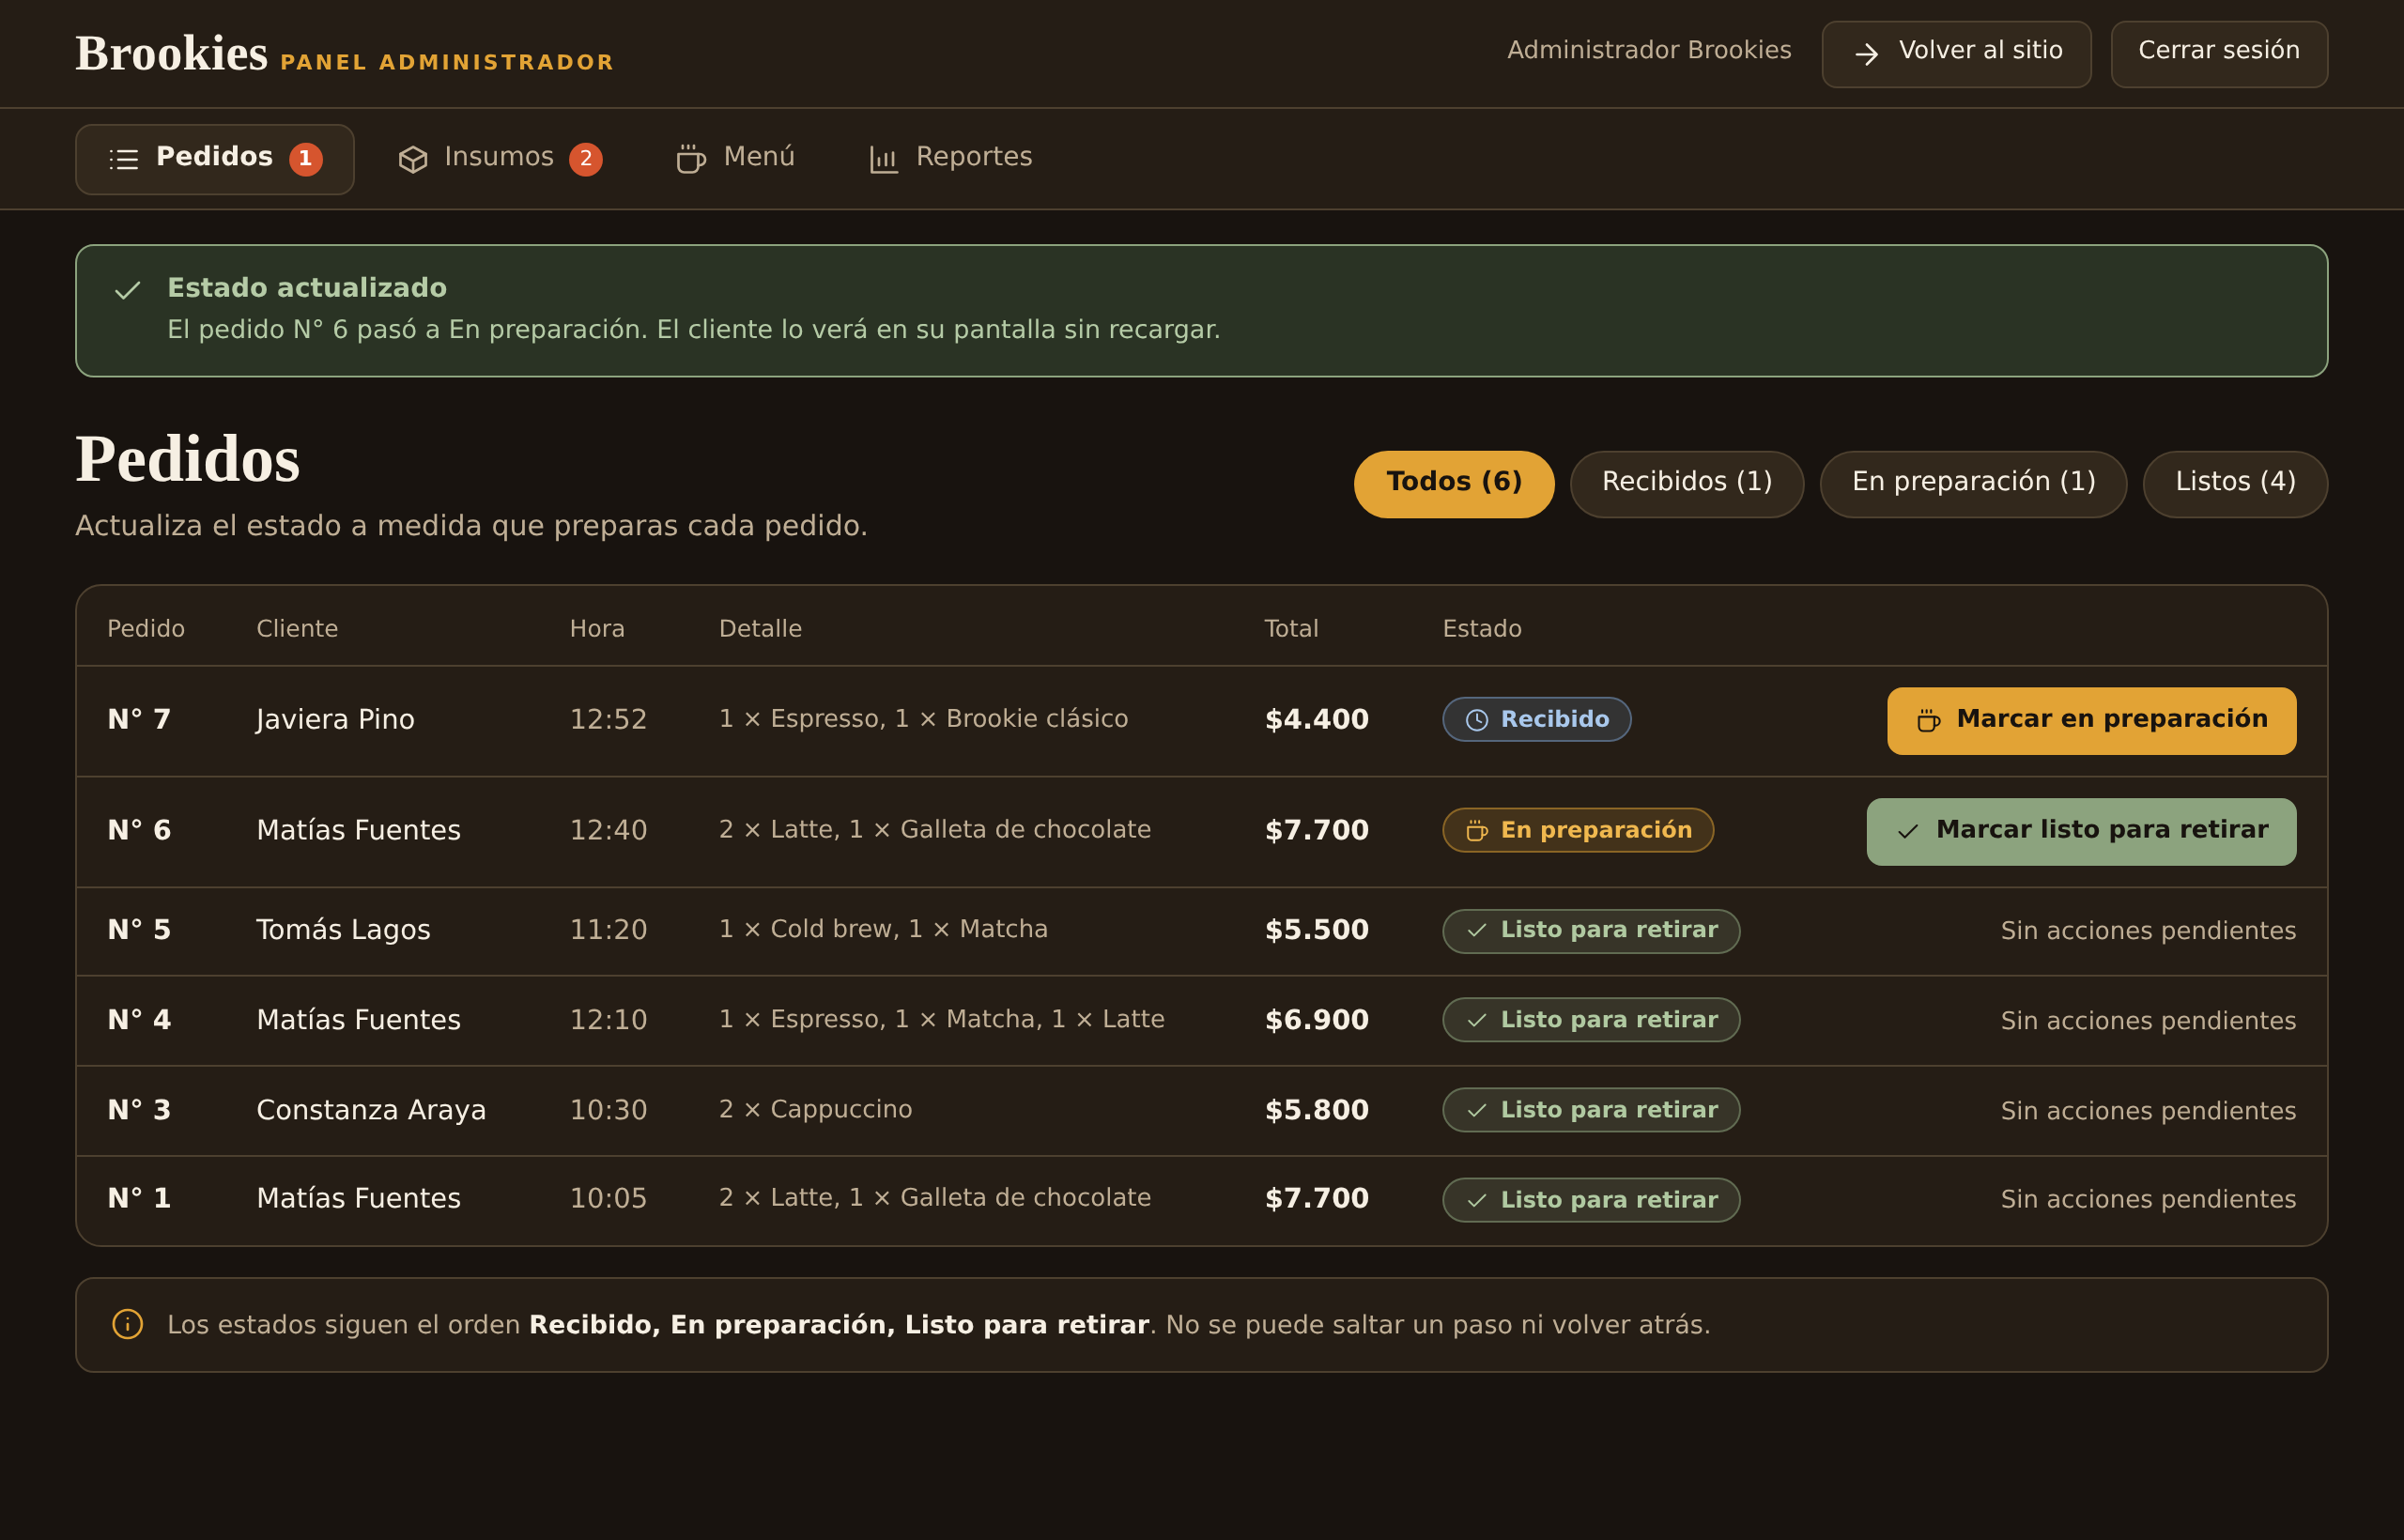 Brookies PANEL ADMINISTRADOR
Administrador Brookies
Volver al sitio
Cerrar sesión
Pedidos 1
Insumos 2
Menú
Reportes
Estado actualizado
El pedido N° 6 pasó a En preparación. El cliente lo verá en su pantalla sin recargar.
Pedidos
Actualiza el estado a medida que preparas cada pedido.
Todos (6)
Recibidos (1)
En preparación (1)
Listos (4)
Pedido Cliente Hora Detalle Total Estado
N° 7 Javiera Pino 12:52 1 × Espresso, 1 × Brookie clásico $4.400 Recibido Marcar en preparación
N° 6 Matías Fuentes 12:40 2 × Latte, 1 × Galleta de chocolate $7.700 En preparación Marcar listo para retirar
N° 5 Tomás Lagos 11:20 1 × Cold brew, 1 × Matcha $5.500 Listo para retirar Sin acciones pendientes
N° 4 Matías Fuentes 12:10 1 × Espresso, 1 × Matcha, 1 × Latte $6.900 Listo para retirar Sin acciones pendientes
N° 3 Constanza Araya 10:30 2 × Cappuccino $5.800 Listo para retirar Sin acciones pendientes
N° 1 Matías Fuentes 10:05 2 × Latte, 1 × Galleta de chocolate $7.700 Listo para retirar Sin acciones pendientes
Los estados siguen el orden Recibido, En preparación, Listo para retirar. No se puede saltar un paso ni volver atrás.